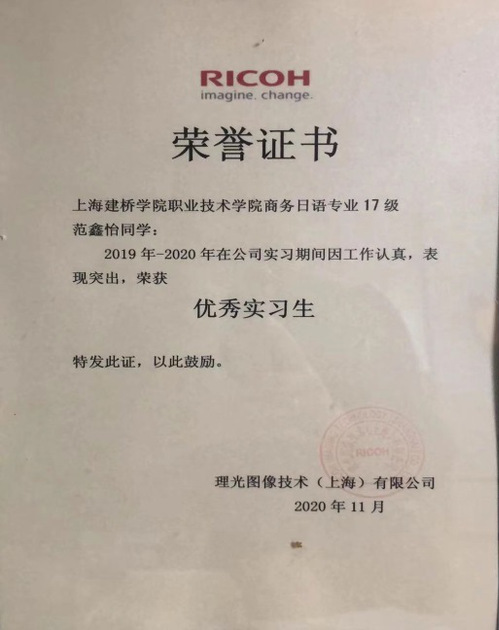 RICOH
imagine. change.
荣誉证书
上海建桥学院职业技术学院商务日语专业 17 级
范鑫怡同学：
2019 年-2020 年在公司实习期间因工作认真，表
现突出，荣获
优秀实习生
特发此证，以此鼓励。
RICOH
理光图像技术（上海）有限公司
2020 年 11 月